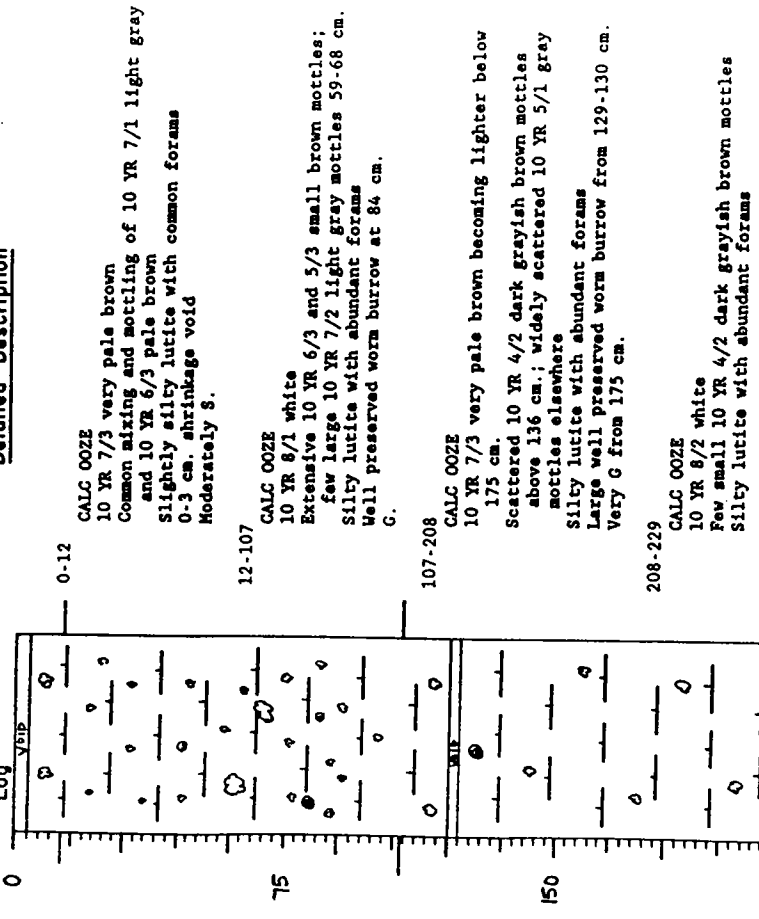 Log
Detailed Description
0
void
0-12
CALC OOZE
10 YR 7/3 very pale brown
Common mixing and mottling of 10 YR 7/1 light gray
and 10 YR 6/3 pale brown
Slightly silty lutite with common forams
0-3 cm. shrinkage void
Moderately S.
12-107
CALC OOZE
10 YR 8/1 white
Extensive 10 YR 6/3 and 5/3 small brown mottles;
few large 10 YR 7/2 light gray mottles 59-68 cm.
Silty lutite with abundant forams
Well preserved worm burrow at 84 cm.
G.
75
107-208
CALC OOZE
10 YR 7/3 very pale brown becoming lighter below
175 cm.
Scattered 10 YR 4/2 dark grayish brown mottles
above 136 cm.; widely scattered 10 YR 5/1 gray
mottles elsewhere
Silty lutite with abundant forams
Large well preserved worm burrow from 129-130 cm.
Very G from 175 cm.
void
150
208-229
CALC OOZE
10 YR 8/2 white
Few small 10 YR 4/2 dark grayish brown mottles
Silty lutite with abundant forams